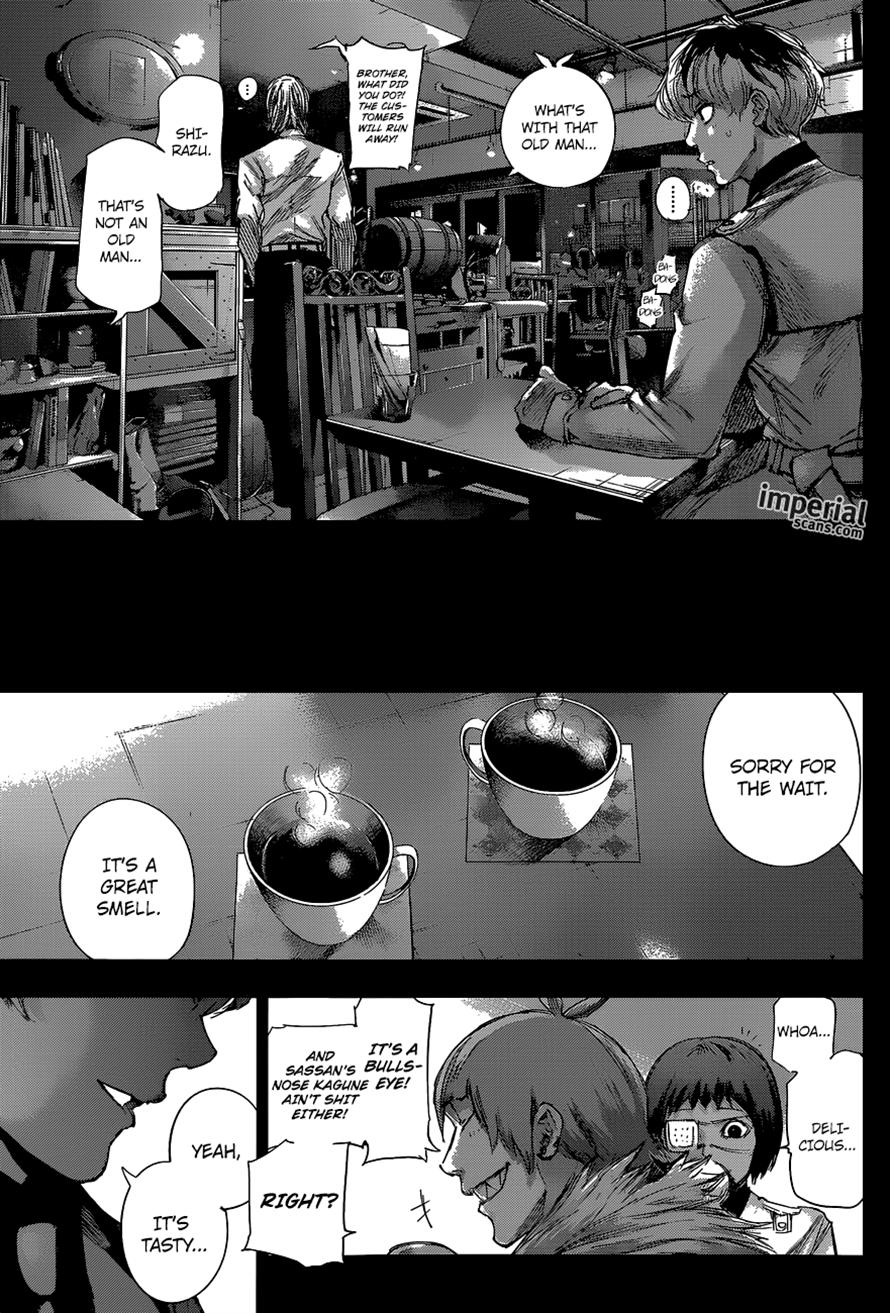 WHAT'S
WITH THAT
OLD MAN...
......
BA-
DONG
BA-
DONG
BROTHER,
WHAT DID
YOU DO?!
THE CUS-
TOMERS
WILL RUN
AWAY!
...
SHI-
RAZU.
THAT'S
NOT AN
OLD
MAN...
imperial
scans.com
SORRY FOR
THE WAIT.
IT'S A
GREAT
SMELL.
WHOA...
DELI-
CIOUS...
IT'S A
BULLS-
EYE!
AND
SASSAN'S
NOSE KAGUNE
AIN'T SHIT
EITHER!
RIGHT?
YEAH,
IT'S
TASTY...